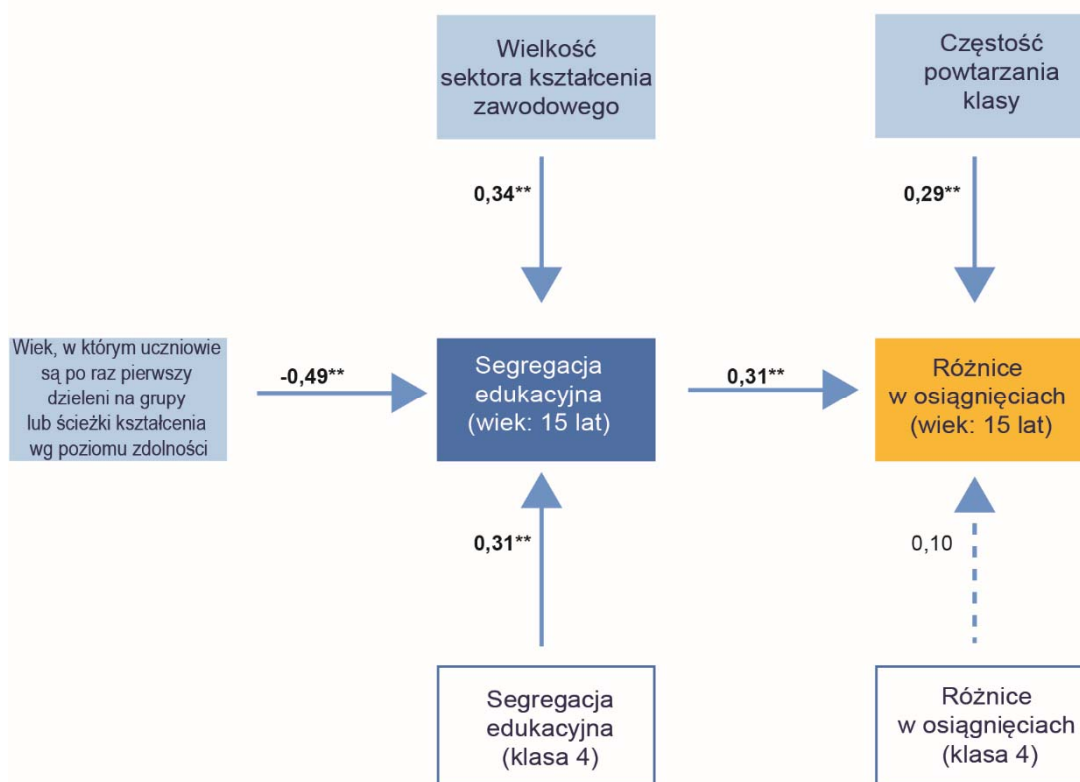 Wielkość
sektora kształcenia
zawodowego
Częstość
powtarzania
klasy
0,34**
0,29**
Wiek, w którym uczniowie
są po raz pierwszy
dzieleni na grupy
lub ścieżki kształcenia
wg poziomu zdolności
-0,49**
Segregacja
edukacyjna
(wiek: 15 lat)
0,31**
Różnice
w osiągnięciach
(wiek: 15 lat)
0,31**
0,10
Segregacja
edukacyjna
(klasa 4)
Różnice
w osiągnięciach
(klasa 4)